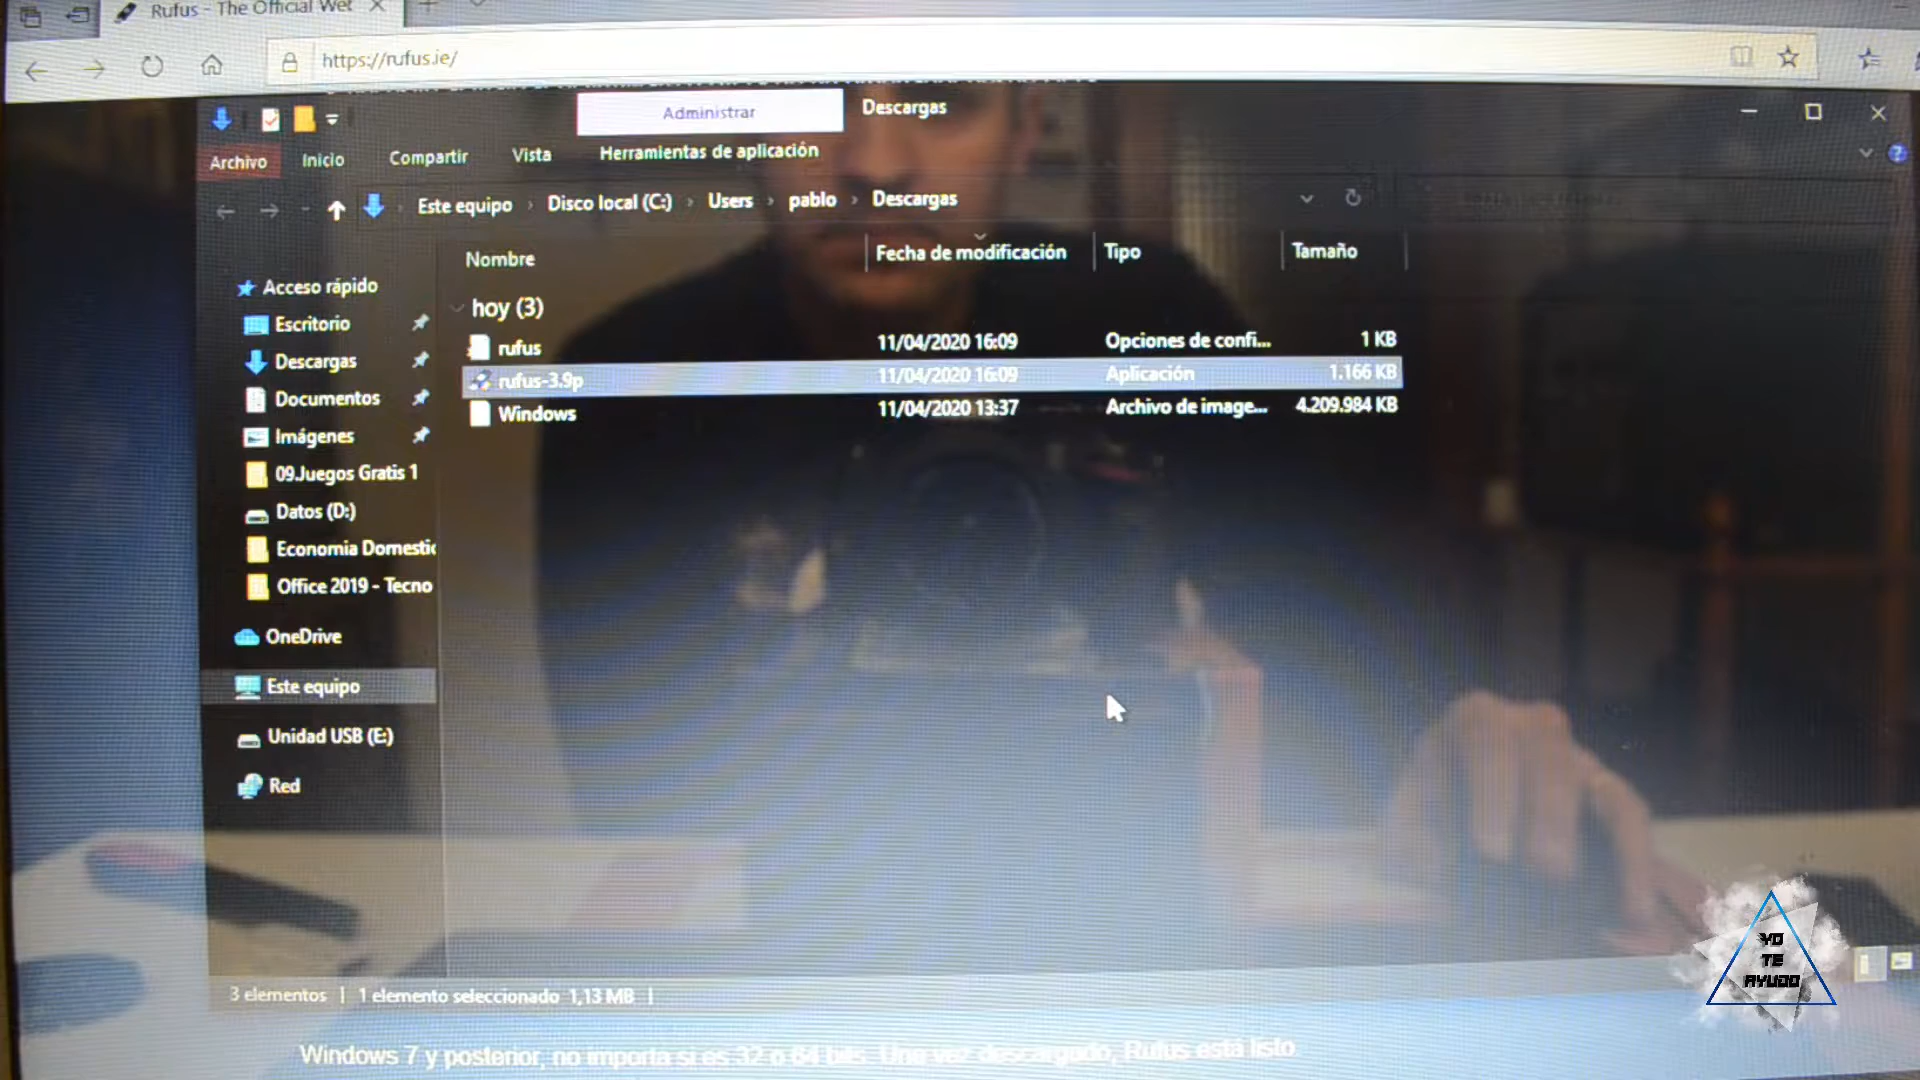 Rufus - The Official Wet
https://rufus.ie/
Administrar
Descargas
Archivo
Inicio
Compartir
Vista
Herramientas de aplicación
Este equipo
Disco local (C:)
Users
pablo
Descargas
Nombre
Fecha de modificación
Tipo
Tamaño
Acceso rápido
Escritorio
Descargas
Documentos
Imágenes
09.Juegos Gratis 1
Datos (D:)
Economia Domestic
Office 2019 - Tecno
OneDrive
Este equipo
Unidad USB (E:)
Red
hoy (3)
rufus 11/04/2020 16:09 Opciones de confi... 1 KB
rufus-3.9p 11/04/2020 16:09 Aplicación 1.166 KB
Windows 11/04/2020 13:37 Archivo de image... 4.209.984 KB
3 elementos | 1 elemento seleccionado 1,13 MB |
Windows 7 y posterior, no importa si es 32 o 64 bits. Una vez descargado, Rufus está listo
YO
TE
AYUDO